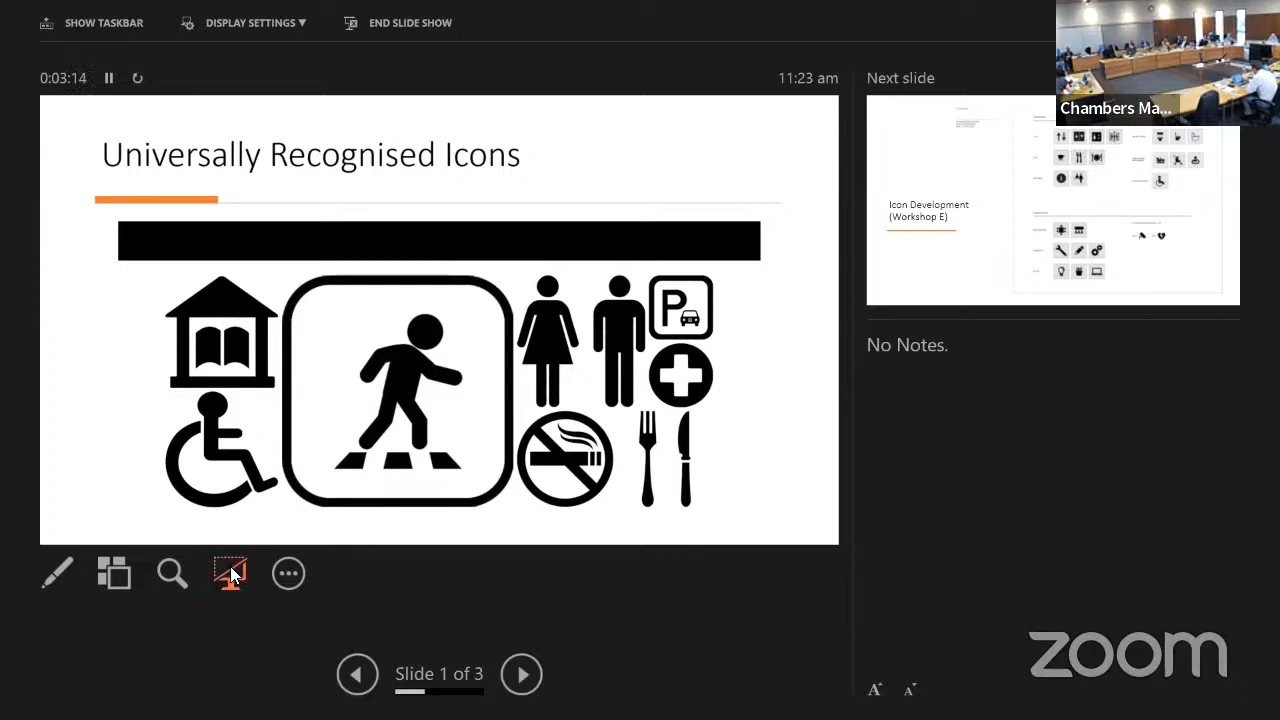 SHOW TASKBAR
DISPLAY SETTINGS ▼
END SLIDE SHOW
0:03:14
11:23 am
Next slide
Chambers Ma...
Universally Recognised Icons
P
Icon Development
(Workshop E)
No Notes.
Slide 1 of 3
zoom
A A